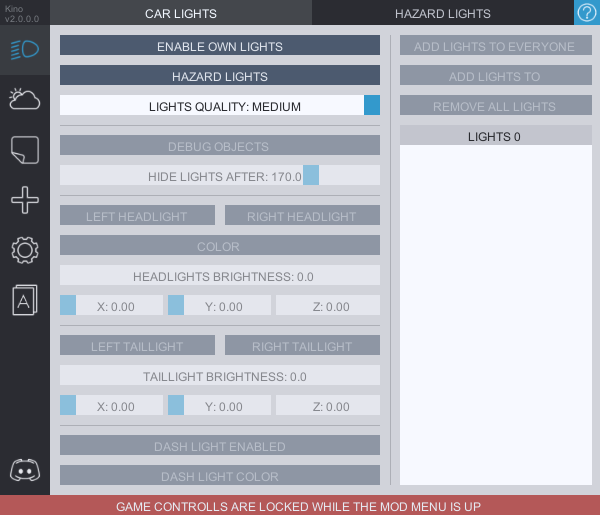 Kino
v2.0.0.0
CAR LIGHTS
HAZARD LIGHTS
?
ENABLE OWN LIGHTS
HAZARD LIGHTS
LIGHTS QUALITY: MEDIUM
DEBUG OBJECTS
HIDE LIGHTS AFTER: 170.0
LEFT HEADLIGHT
RIGHT HEADLIGHT
COLOR
HEADLIGHTS BRIGHTNESS: 0.0
X: 0.00
Y: 0.00
Z: 0.00
LEFT TAILLIGHT
RIGHT TAILLIGHT
TAILLIGHT BRIGHTNESS: 0.0
X: 0.00
Y: 0.00
Z: 0.00
DASH LIGHT ENABLED
DASH LIGHT COLOR
ADD LIGHTS TO EVERYONE
ADD LIGHTS TO
REMOVE ALL LIGHTS
LIGHTS 0
A
GAME CONTROLLS ARE LOCKED WHILE THE MOD MENU IS UP